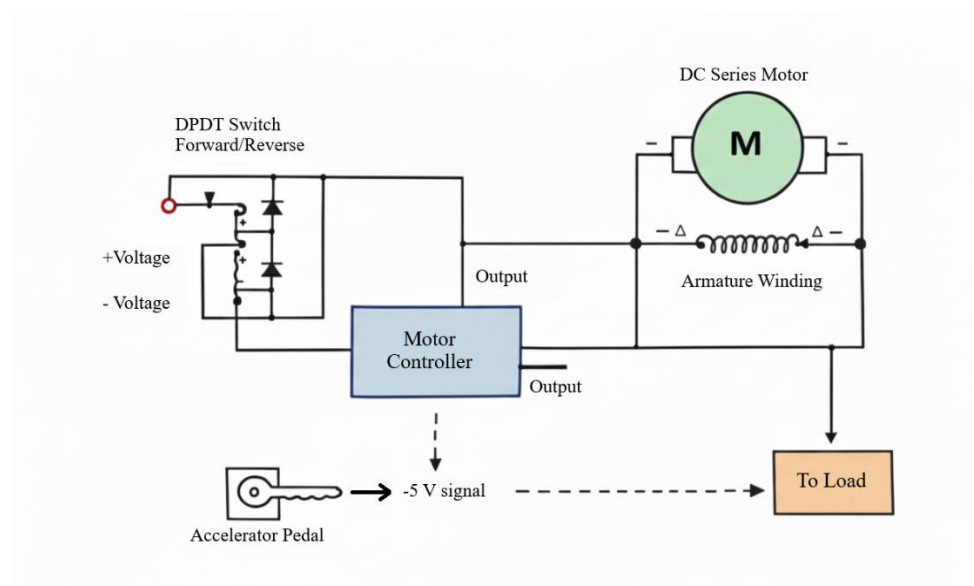 DC Series Motor
DPDT Switch
Forward/Reverse
M
− −
+
− Δ Δ −
+Voltage
+
Output
Armature Winding
-
- Voltage
Motor
Controller
Output
To Load
-5 V signal
Accelerator Pedal